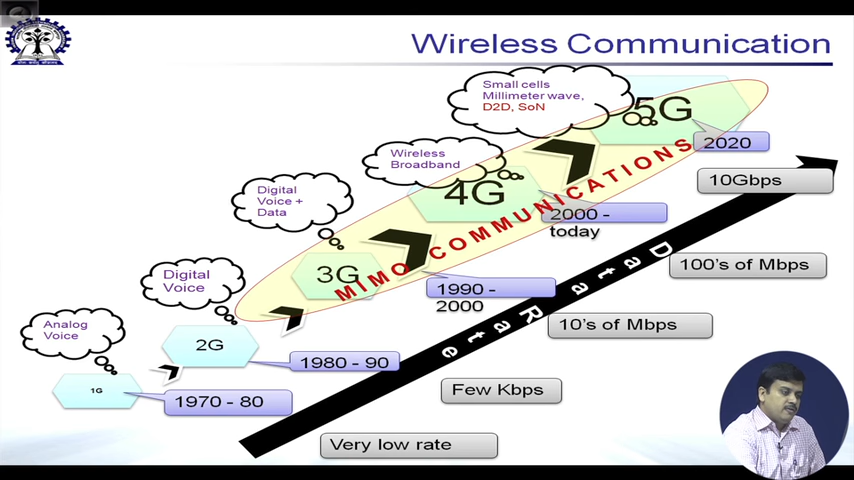 Wireless Communication
Small cells
Millimeter wave,
D2D, SoN
5G
2020
10Gbps
Wireless
Broadband
4G
2000 -
today
100's of Mbps
Digital
Voice +
Data
3G
1990 -
2000
10's of Mbps
MIMO COMMUNICATIONS
Data Rate
Digital
Voice
2G
1980 - 90
Few Kbps
Analog
Voice
1G
1970 - 80
Very low rate